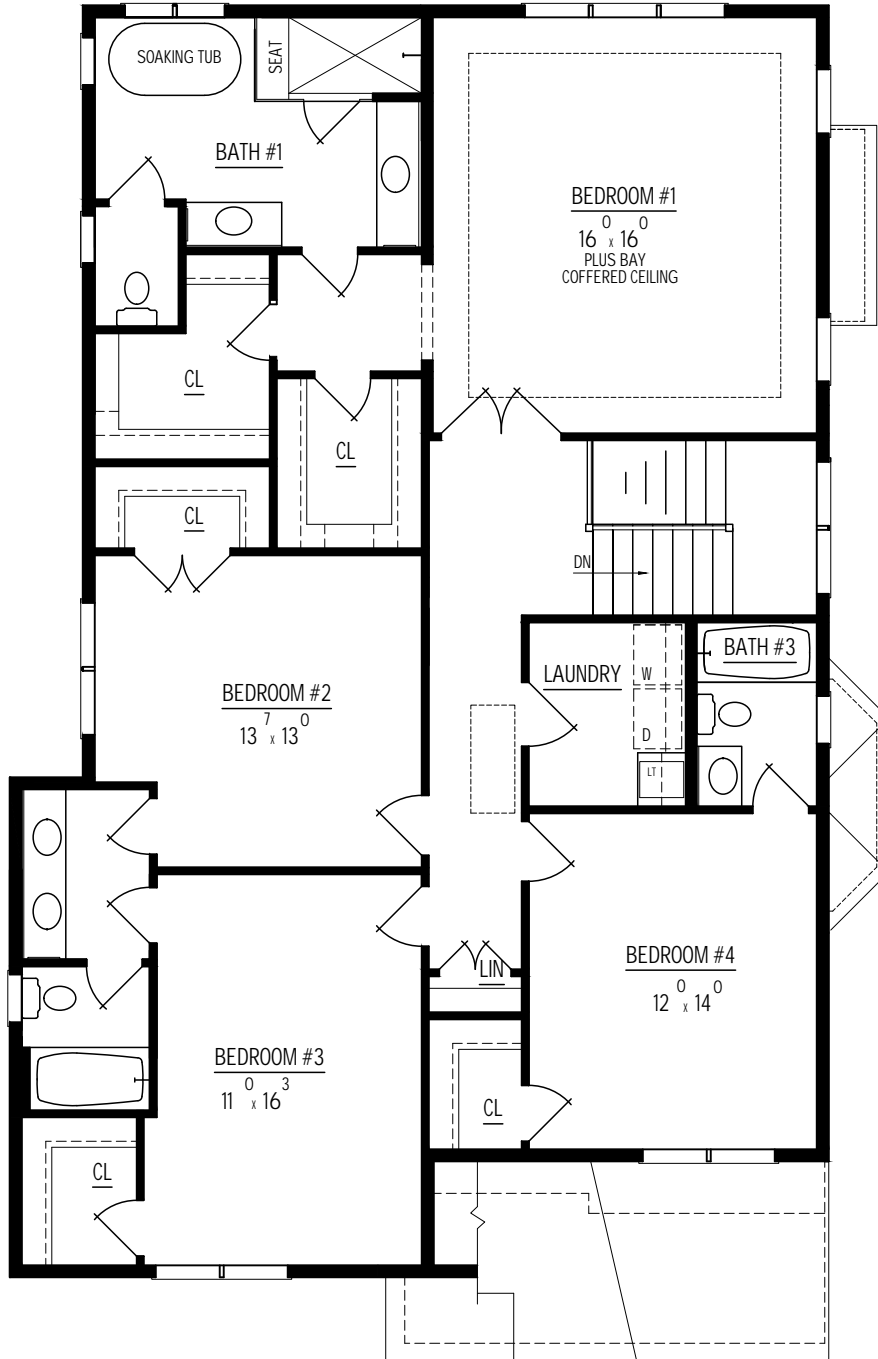 SOAKING TUB
SEAT
BATH #1
BEDROOM #1
16 0 x 16 0
PLUS BAY
COFFERED CEILING
CL
CL
CL
DN
BEDROOM #2
13 7 x 13 0
LAUNDRY
W
D
LT
BATH #3
LIN
BEDROOM #4
12 0 x 14 0
BEDROOM #3
11 0 x 16 3
CL
CL